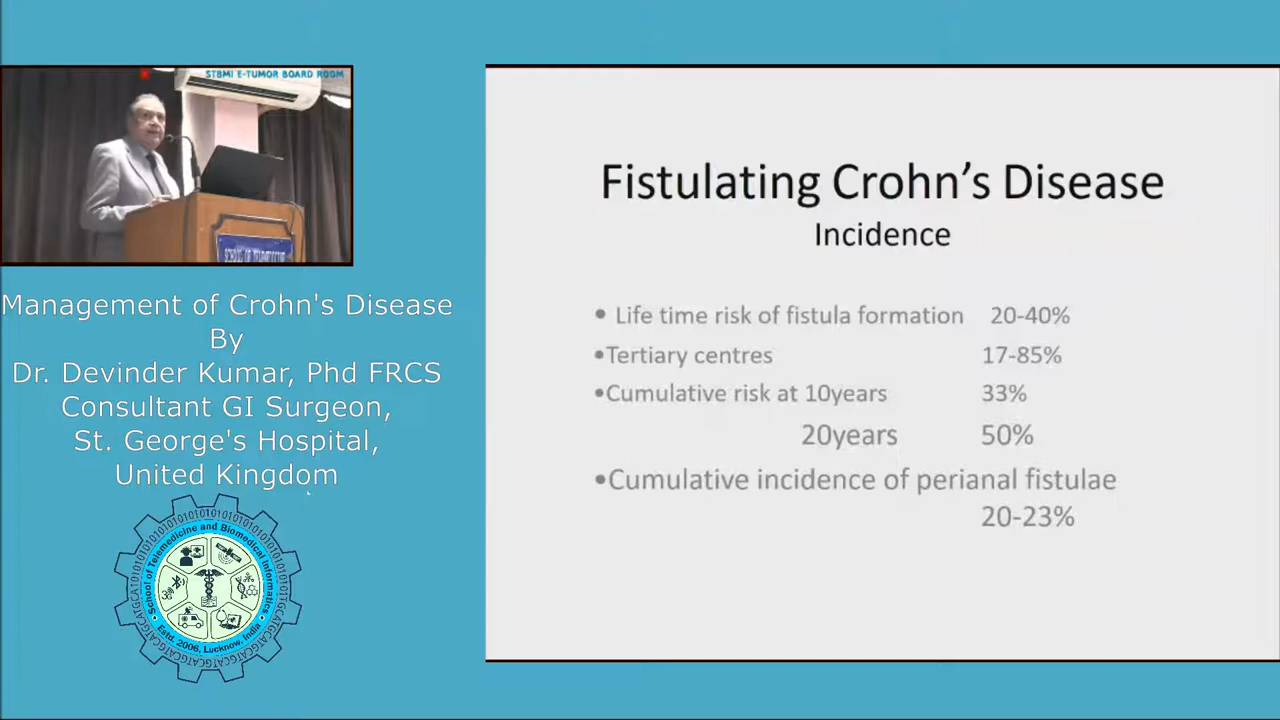 STBMI E-TUMOR BOARD ROOM
SCHOOL OF TELEMEDICINE
Management of Crohn's Disease
By
Dr. Devinder Kumar, Phd FRCS
Consultant GI Surgeon,
St. George's Hospital,
United Kingdom
School of Telemedicine and Biomedical Informatics
Estd. 2006, Lucknow, India
Fistulating Crohn’s Disease
Incidence
• Life time risk of fistula formation 20-40%
•Tertiary centres 17-85%
•Cumulative risk at 10years 33%
20years 50%
•Cumulative incidence of perianal fistulae
20-23%